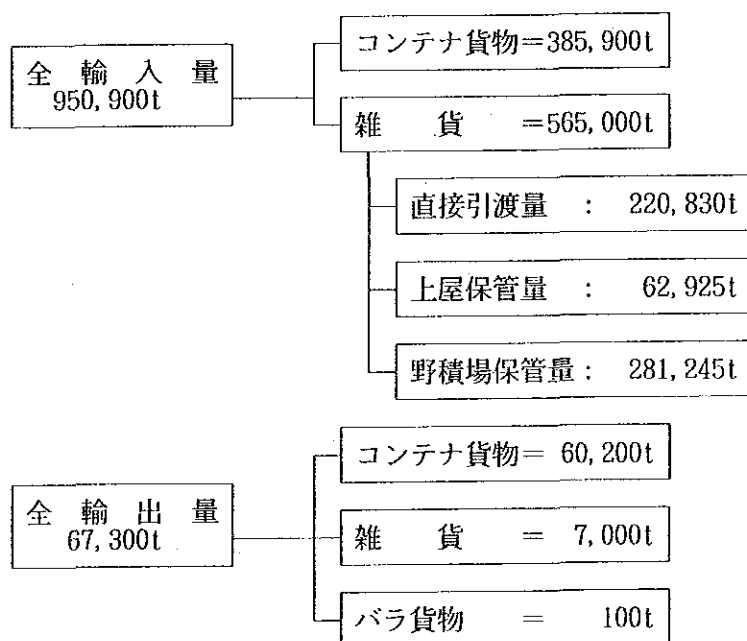 コンテナ貨物=385,900t
全輸入量
950,900t
雑貨 =565,000t
直接引渡量 : 220,830t
上屋保管量 : 62,925t
野積場保管量: 281,245t
コンテナ貨物= 60,200t
全輸出量
67,300t
雑貨 = 7,000t
バラ貨物 = 100t